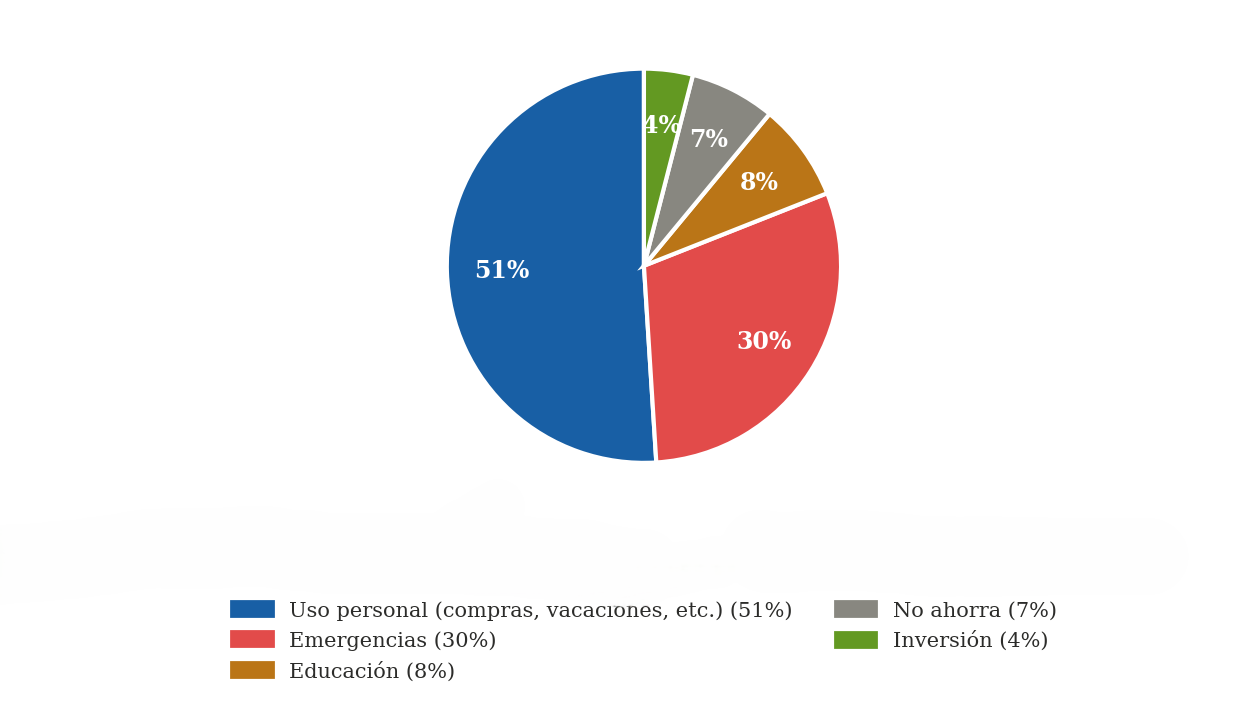 4%
7%
8%
51%
30%
Uso personal (compras, vacaciones, etc.) (51%)
Emergencias (30%)
Educación (8%)
No ahorra (7%)
Inversión (4%)